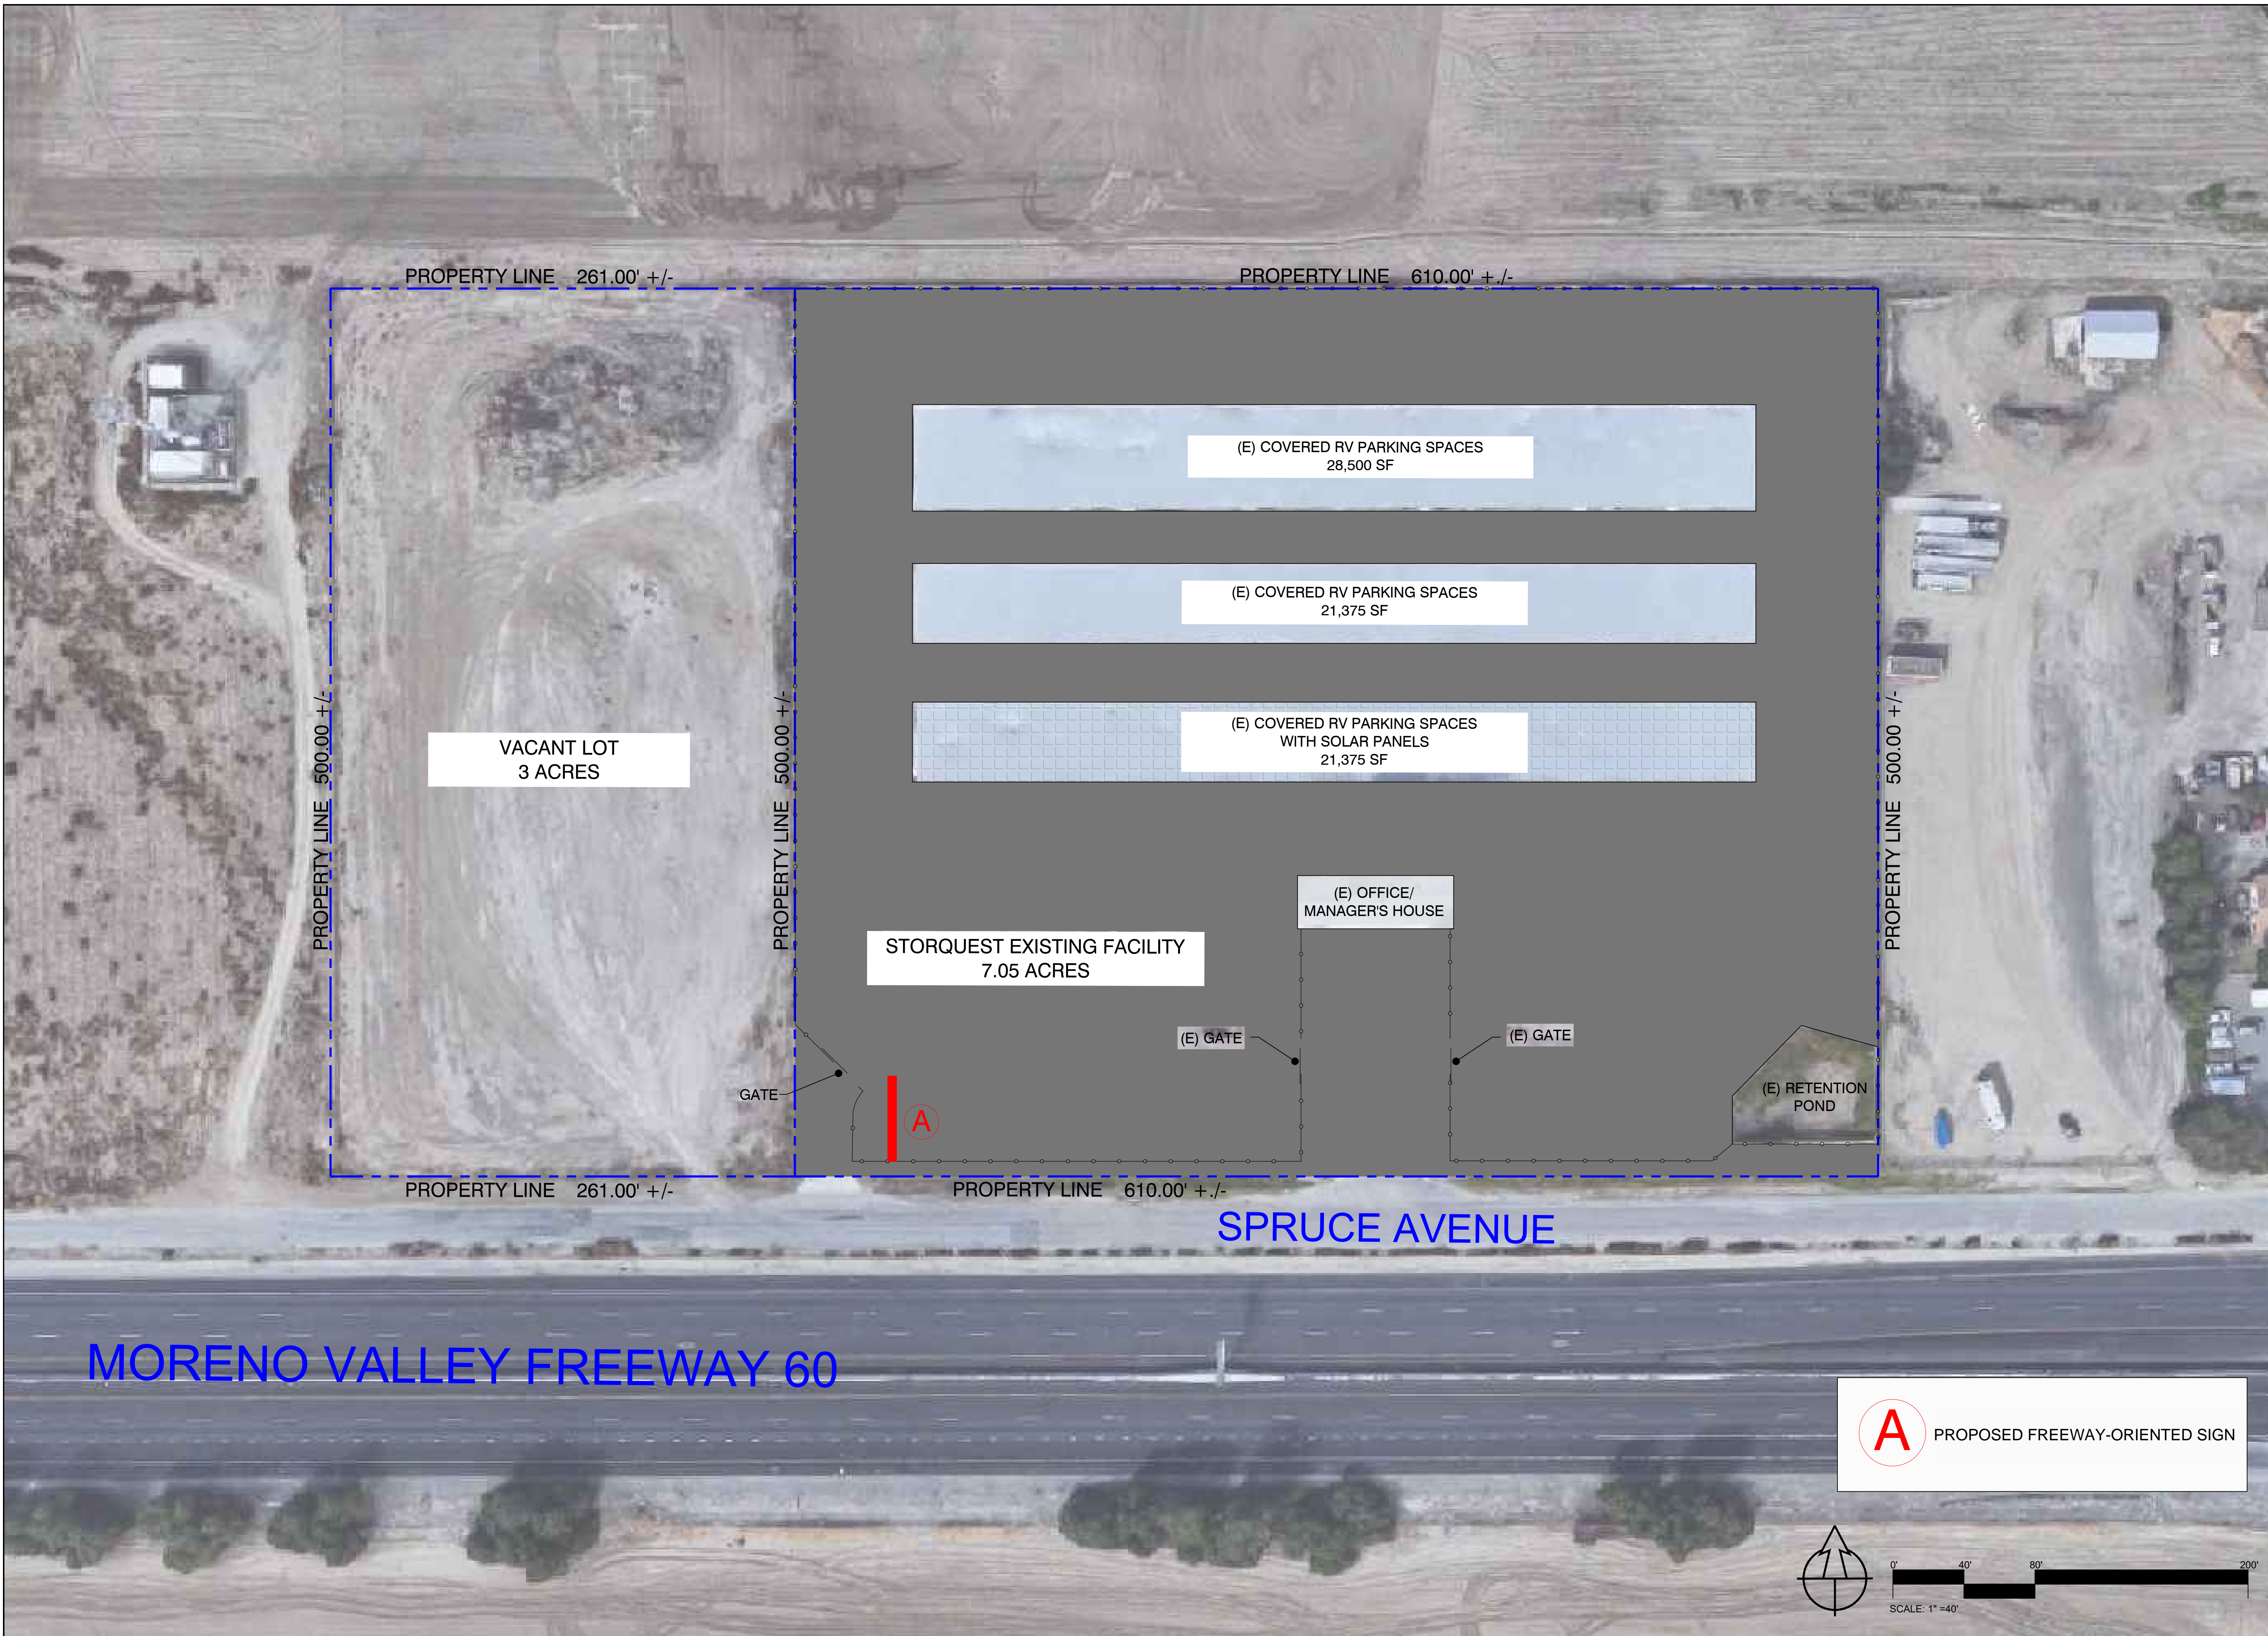 PROPERTY LINE 261.00' +/-
PROPERTY LINE 610.00' +./-
(E) COVERED RV PARKING SPACES
28,500 SF
(E) COVERED RV PARKING SPACES
21,375 SF
(E) COVERED RV PARKING SPACES
WITH SOLAR PANELS
21,375 SF
PROPERTY LINE 500.00 +/-
VACANT LOT
3 ACRES
PROPERTY LINE 500.00 +/-
PROPERTY LINE 500.00 +/-
(E) OFFICE/
MANAGER'S HOUSE
STORQUEST EXISTING FACILITY
7.05 ACRES
(E) GATE
(E) GATE
GATE
A
(E) RETENTION
POND
PROPERTY LINE 261.00' +/-
PROPERTY LINE 610.00' +./-
SPRUCE AVENUE
MORENO VALLEY FREEWAY 60
A PROPOSED FREEWAY-ORIENTED SIGN
0' 40' 80' 200'
SCALE: 1" =40'